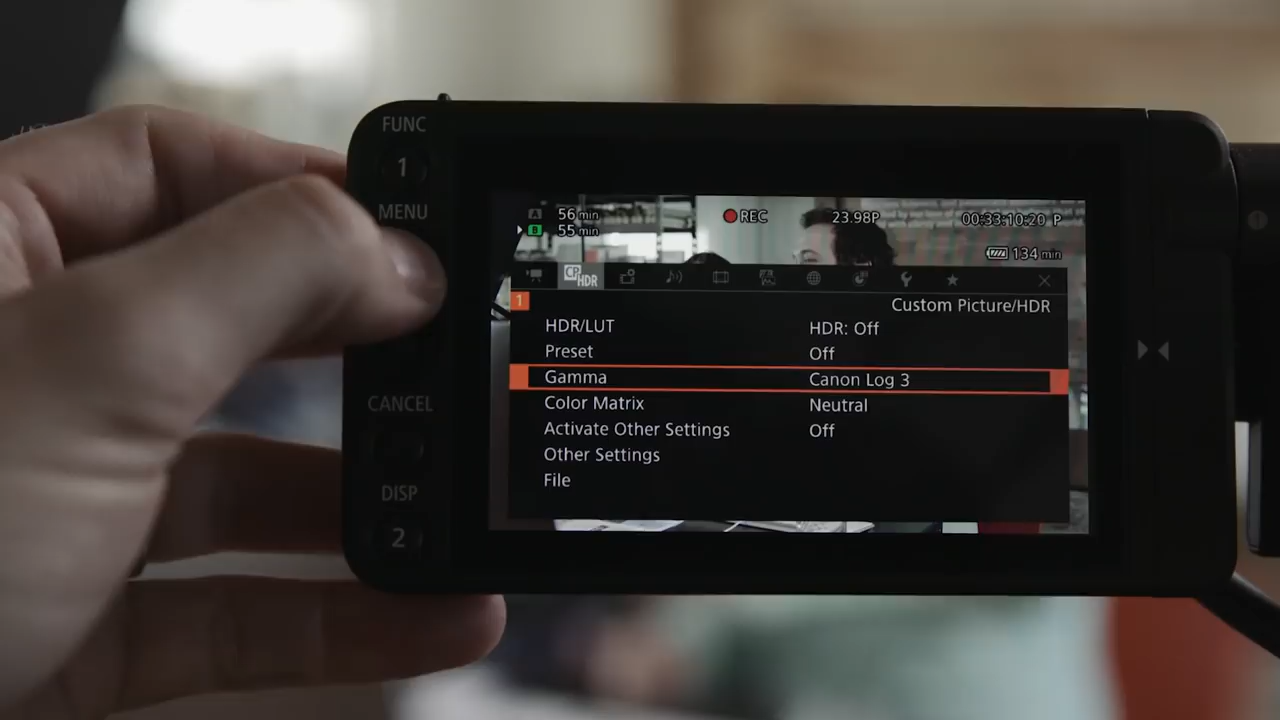 FUNC
1
MENU
CANCEL
DISP
2
A 56 min
B 55 min
REC
23.98P
00:33:10:20 P
134 min
CP HDR
1
Custom Picture/HDR
HDR/LUT HDR: Off
Preset Off
Gamma Canon Log 3
Color Matrix Neutral
Activate Other Settings Off
Other Settings
File